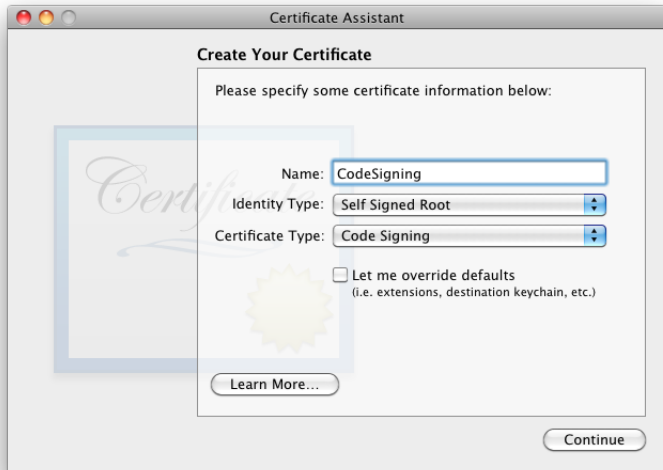 Certificate Assistant
Create Your Certificate
Please specify some certificate information below:
Certificate
Name: CodeSigning
Identity Type: Self Signed Root
Certificate Type: Code Signing
Let me override defaults
(i.e. extensions, destination keychain, etc.)
Learn More...
Continue